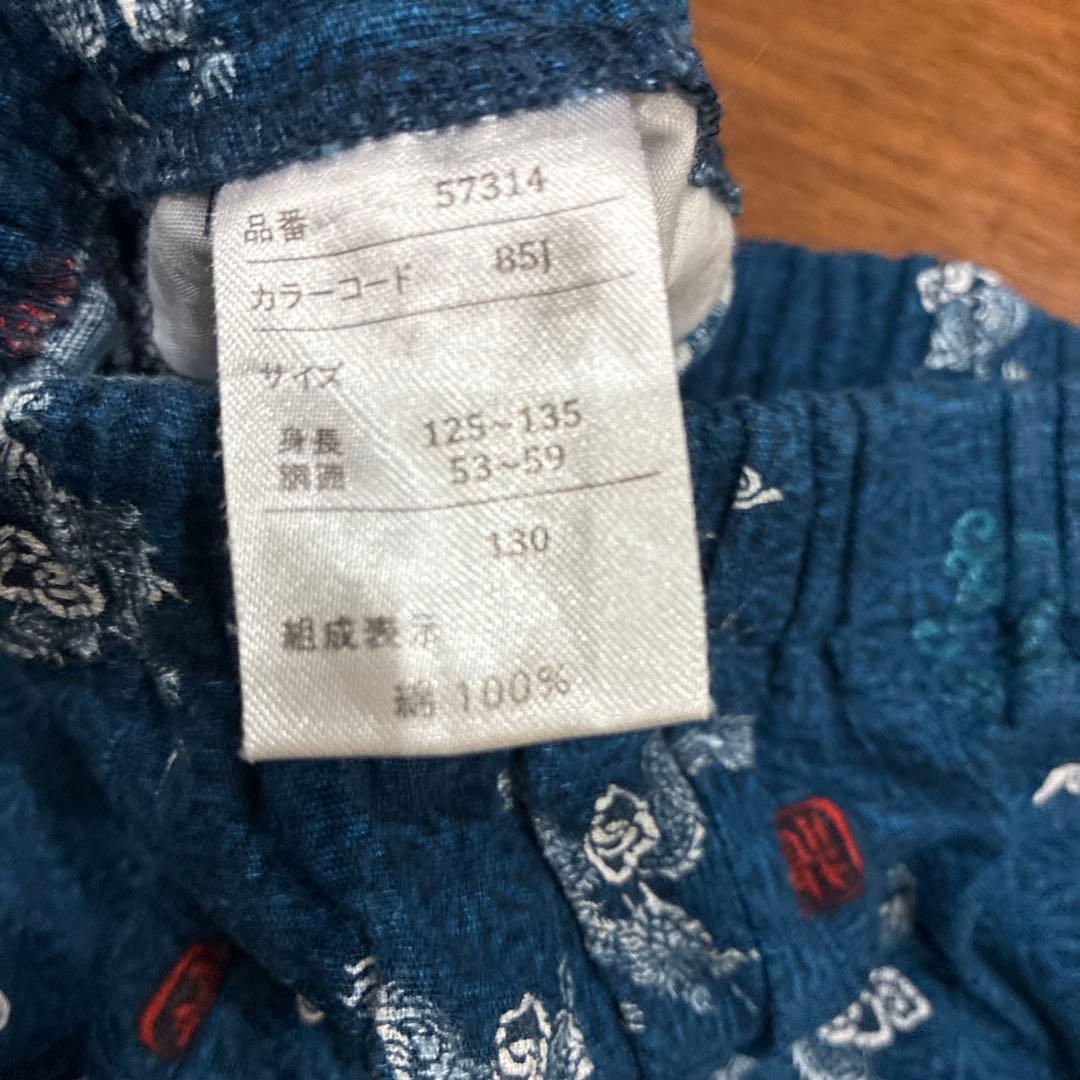 品番 57314
カラーコード 85J
サイズ
身長 125~135
胴囲 53~59
130
組成表示
綿 100%